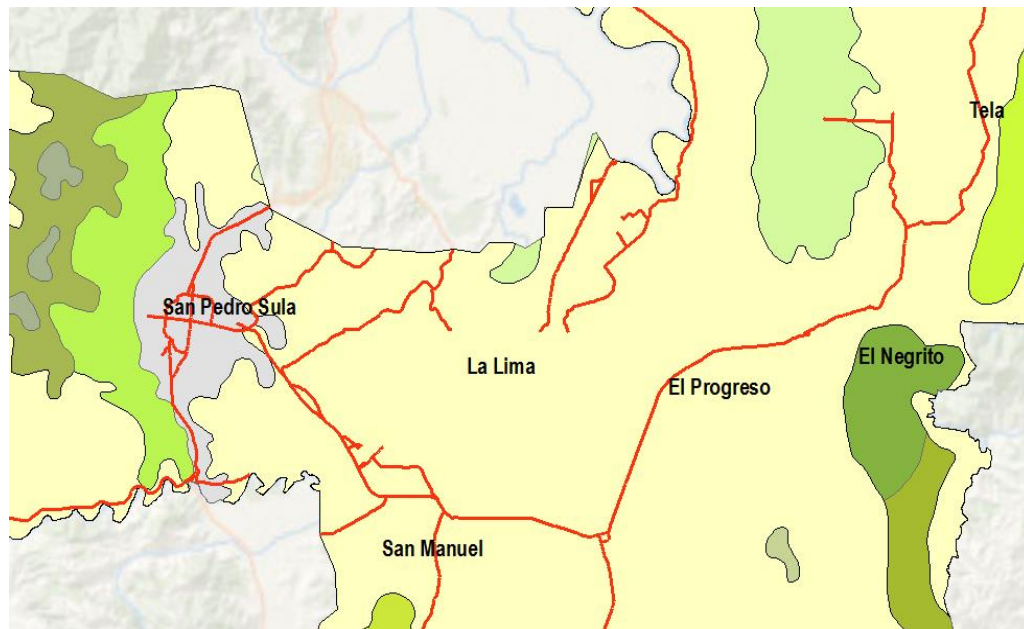 Tela
San Pedro Sula
La Lima
El Negrito
El Progreso
San Manuel